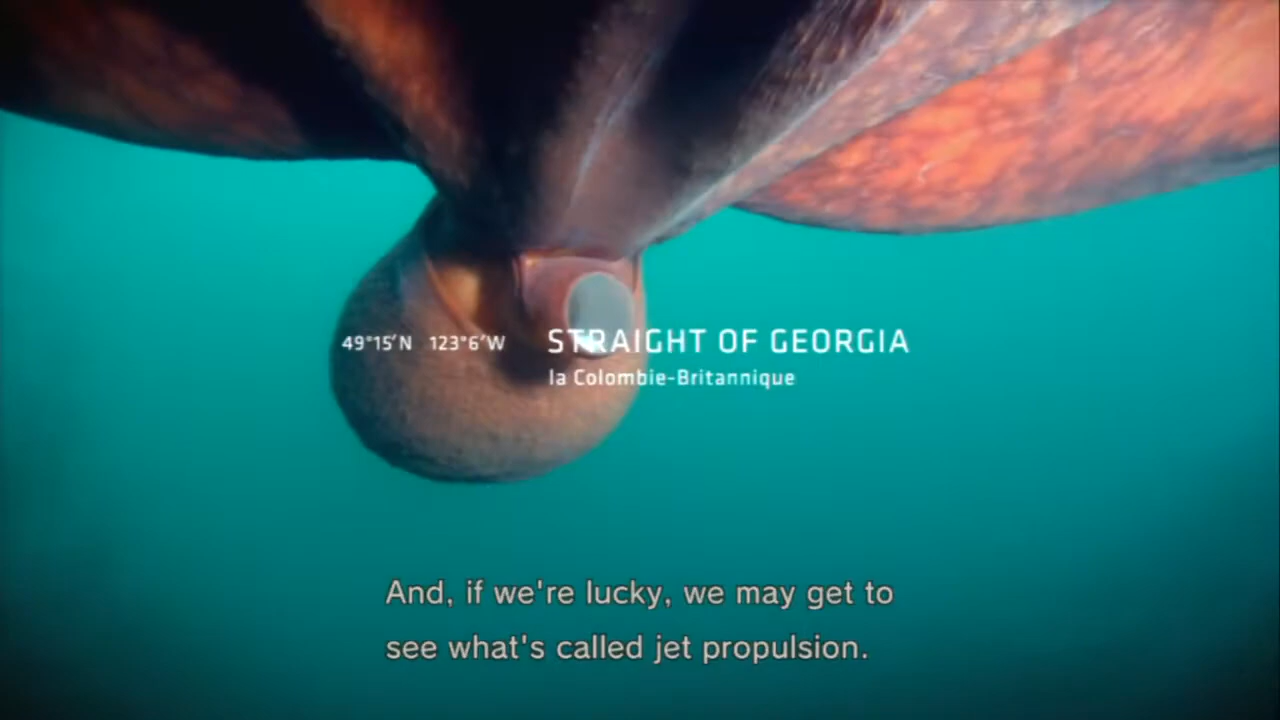 49°15′N 123°6′W STRAIGHT OF GEORGIA
la Colombie-Britannique
And, if we're lucky, we may get to
see what's called jet propulsion.